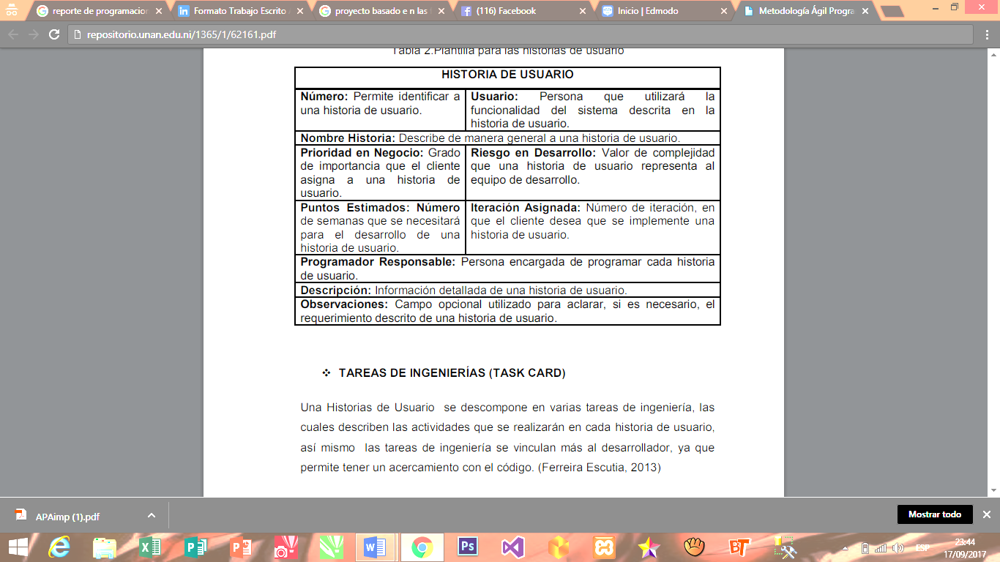 reporte de programacion
Formato Trabajo Escrito
proyecto basado e n las
(116) Facebook
Inicio | Edmodo
Metodología Ágil Progra
repositorio.unan.edu.ni/1365/1/62161.pdf
Tabla 2.Plantilla para las historias de usuario
HISTORIA DE USUARIO
Número: Permite identificar a
una historia de usuario.
Usuario: Persona que utilizará la
funcionalidad del sistema descrita en la
historia de usuario.
Nombre Historia: Describe de manera general a una historia de usuario.
Prioridad en Negocio: Grado
de importancia que el cliente
asigna a una historia de
usuario.
Riesgo en Desarrollo: Valor de complejidad
que una historia de usuario representa al
equipo de desarrollo.
Puntos Estimados: Número
de semanas que se necesitará
para el desarrollo de una
historia de usuario.
Iteración Asignada: Número de iteración, en
que el cliente desea que se implemente una
historia de usuario.
Programador Responsable: Persona encargada de programar cada historia
de usuario.
Descripción: Información detallada de una historia de usuario.
Observaciones: Campo opcional utilizado para aclarar, si es necesario, el
requerimiento descrito de una historia de usuario.
❖ TAREAS DE INGENIERÍAS (TASK CARD)
Una Historias de Usuario se descompone en varias tareas de ingeniería, las
cuales describen las actividades que se realizarán en cada historia de usuario,
así mismo las tareas de ingeniería se vinculan más al desarrollador, ya que
permite tener un acercamiento con el código. (Ferreira Escutia, 2013)
APAimp (1).pdf
Mostrar todo
ESP
23:44
17/09/2017